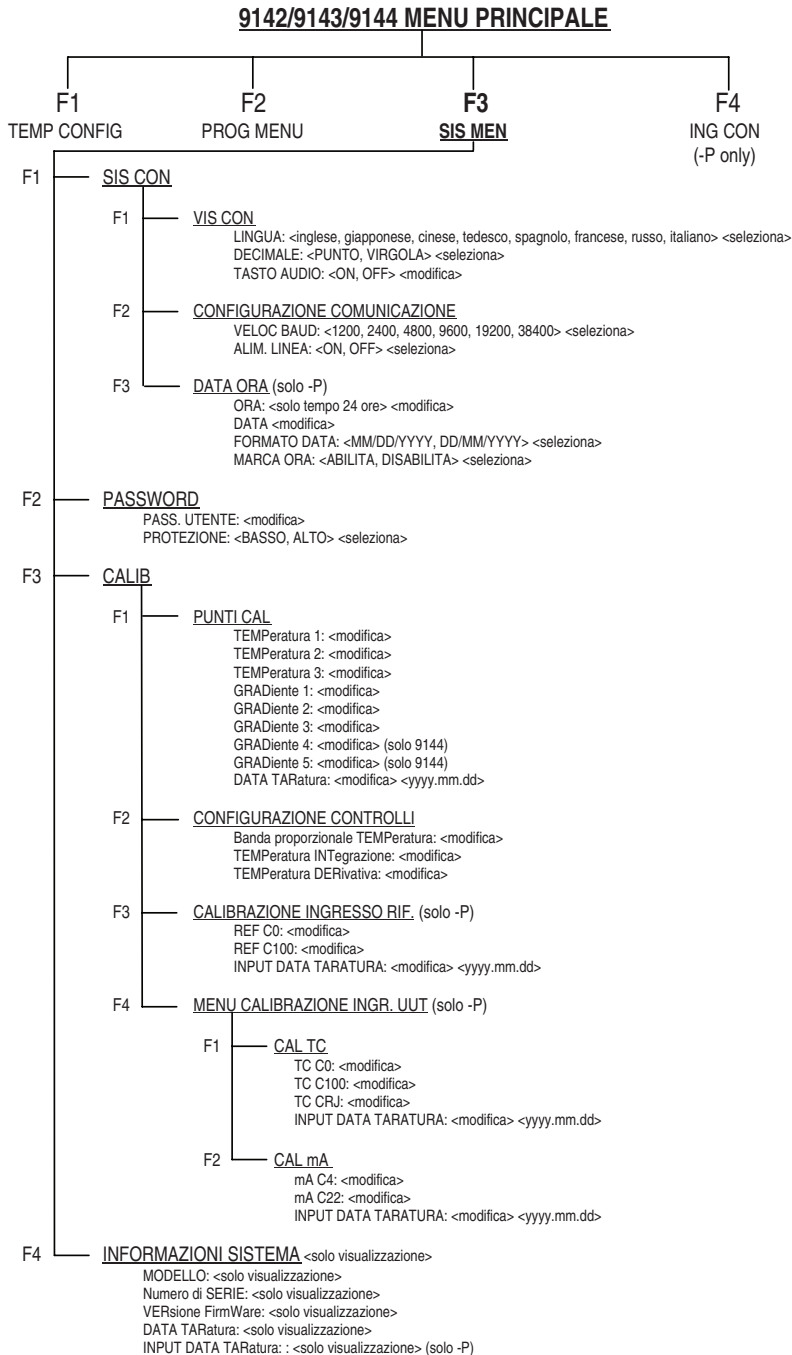 9142/9143/9144 MENU PRINCIPALE
F1 F2 F3 F4
TEMP CONFIG PROG MENU SIS MEN ING CON
(-P only)
F1 SIS CON
F1 VIS CON
LINGUA: <inglese, giapponese, cinese, tedesco, spagnolo, francese, russo, italiano> <seleziona>
DECIMALE: <PUNTO, VIRGOLA> <seleziona>
TASTO AUDIO: <ON, OFF> <modifica>
F2 CONFIGURAZIONE COMUNICAZIONE
VELOC BAUD: <1200, 2400, 4800, 9600, 19200, 38400> <seleziona>
ALIM. LINEA: <ON, OFF> <seleziona>
F3 DATA ORA (solo -P)
ORA: <solo tempo 24 ore> <modifica>
DATA <modifica>
FORMATO DATA: <MM/DD/YYYY, DD/MM/YYYY> <seleziona>
MARCA ORA: <ABILITA, DISABILITA> <seleziona>
F2 PASSWORD
PASS. UTENTE: <modifica>
PROTEZIONE: <BASSO, ALTO> <seleziona>
F3 CALIB
F1 PUNTI CAL
TEMPeratura 1: <modifica>
TEMPeratura 2: <modifica>
TEMPeratura 3: <modifica>
GRADiente 1: <modifica>
GRADiente 2: <modifica>
GRADiente 3: <modifica>
GRADiente 4: <modifica> (solo 9144)
GRADiente 5: <modifica> (solo 9144)
DATA TARatura: <modifica> <yyyy.mm.dd>
F2 CONFIGURAZIONE CONTROLLI
Banda proporzionale TEMPeratura: <modifica>
TEMPeratura INTegrazione: <modifica>
TEMPeratura DERivativa: <modifica>
F3 CALIBRAZIONE INGRESSO RIF. (solo -P)
REF C0: <modifica>
REF C100: <modifica>
INPUT DATA TARATURA: <modifica> <yyyy.mm.dd>
F4 MENU CALIBRAZIONE INGR. UUT (solo -P)
F1 CAL TC
TC C0: <modifica>
TC C100: <modifica>
TC CRJ: <modifica>
INPUT DATA TARATURA: <modifica> <yyyy.mm.dd>
F2 CAL mA
mA C4: <modifica>
mA C22: <modifica>
INPUT DATA TARATURA: <modifica> <yyyy.mm.dd>
F4 INFORMAZIONI SISTEMA <solo visualizzazione>
MODELLO: <solo visualizzazione>
Numero di SERIE: <solo visualizzazione>
VERsione FirmWare: <solo visualizzazione>
DATA TARatura: <solo visualizzazione>
INPUT DATA TARatura: : <solo visualizzazione> (solo -P)